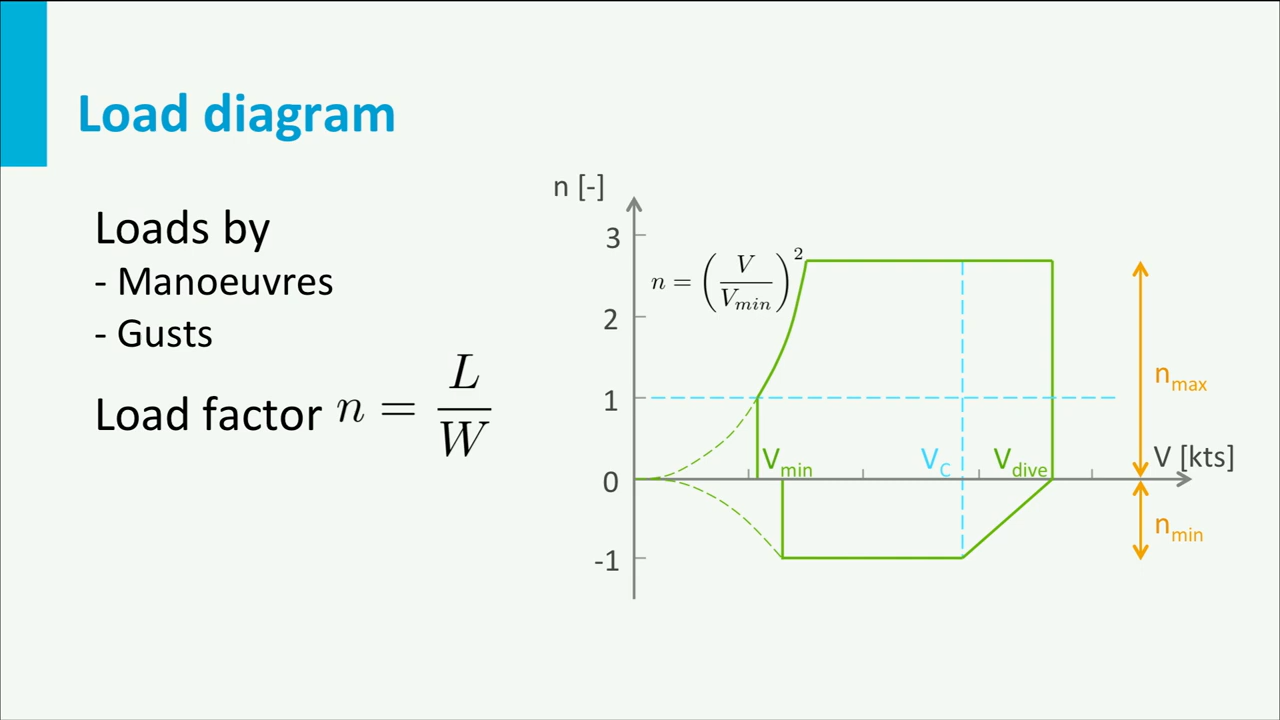 Load diagram
Loads by
- Manoeuvres
- Gusts
Load factor n = L/W
n [-]
3
n = (V/V_min)^2
2
n_max
1
V_min
V_C
V_dive
V [kts]
0
n_min
-1